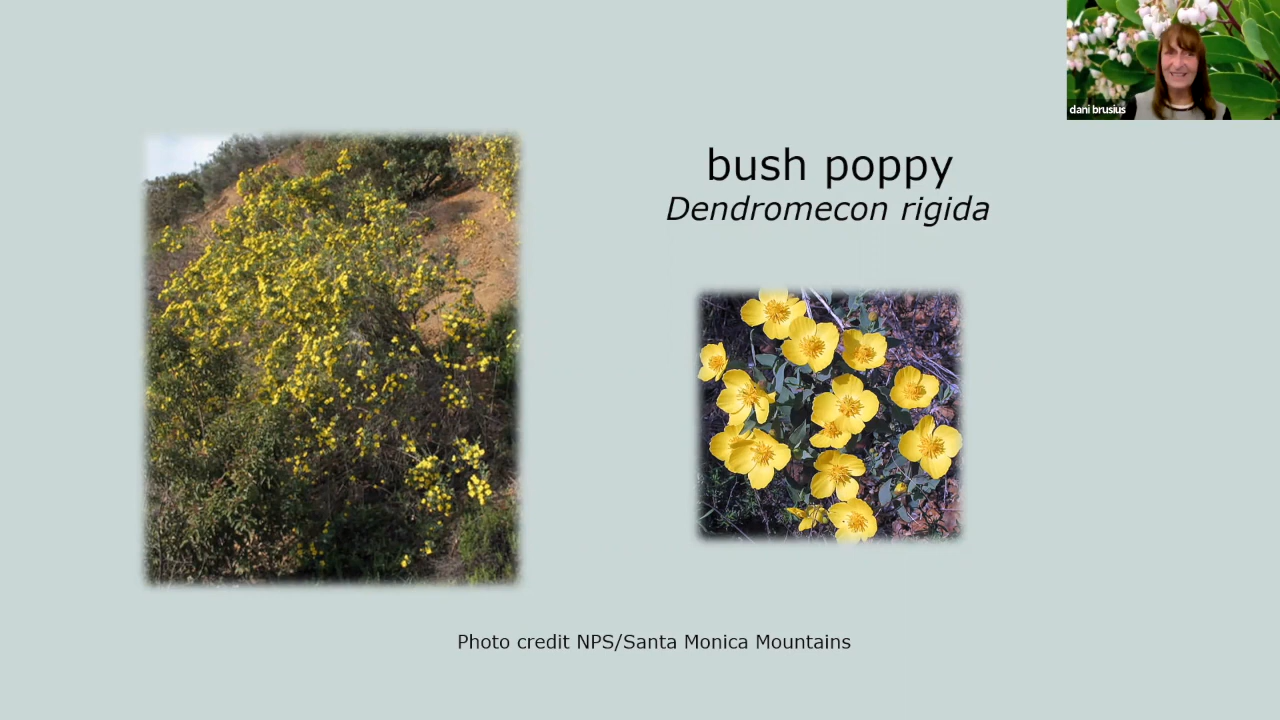 dani brusius
bush poppy
Dendromecon rigida
Photo credit NPS/Santa Monica Mountains